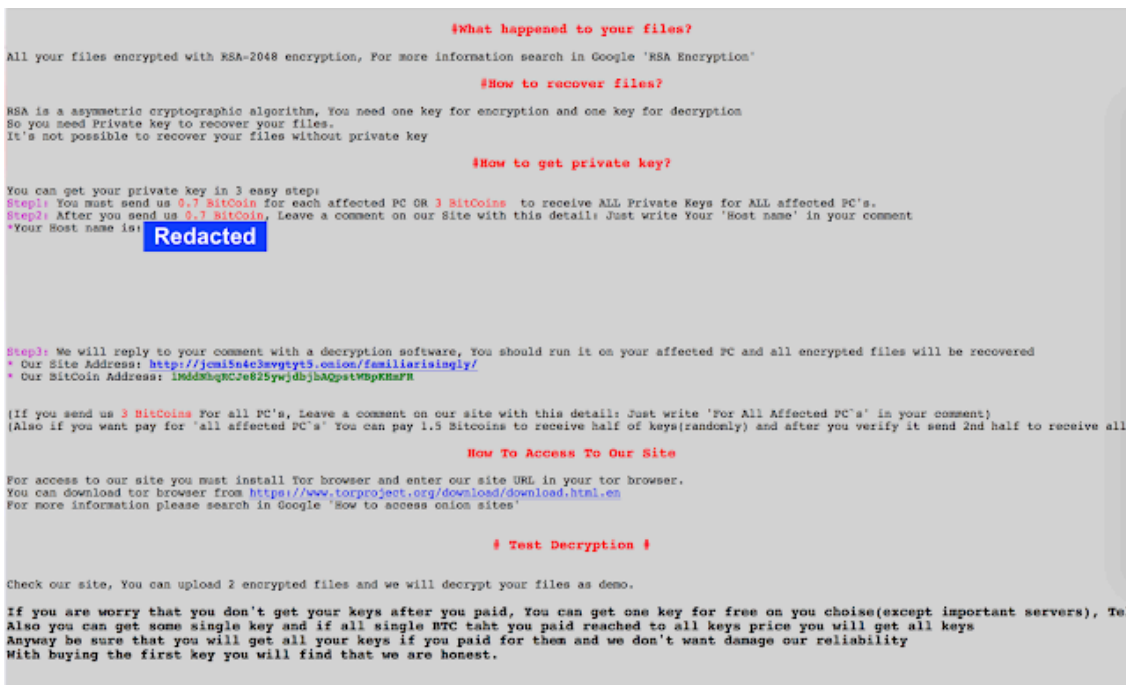 #What happened to your files?
All your files encrypted with RSA-2048 encryption, For more information search in Google 'RSA Encryption'
#How to recover files?
RSA is a asymmetric cryptographic algorithm, You need one key for encryption and one key for decryption
So you need Private key to recover your files.
It's not possible to recover your files without private key
#How to get private key?
You can get your private key in 3 easy step:
Step1: You must send us 0.7 BitCoin for each affected PC OR 3 BitCoins to receive ALL Private Keys for ALL affected PC's.
Step2: After you send us 0.7 BitCoin, Leave a comment on our Site with this detail: Just write Your 'Host name' in your comment
*Your Host name is:
Redacted
Step3: We will reply to your comment with a decryption software, You should run it on your affected PC and all encrypted files will be recovered
* Our Site Address:
* Our BitCoin Address:
(If you send us 3 BitCoins For all PC's, Leave a comment on our site with this detail: Just write 'For All Affected PC's' in your comment)
(Also if you want pay for 'all affected PC's' You can pay 1.5 Bitcoins to receive half of keys(randomly) and after you verify it send 2nd half to receive all
How To Access To Our Site
For access to our site you must install Tor browser and enter our site URL in your tor browser.
You can download tor browser from https://www.torproject.org/download/download.html.en
For more information please search in Google 'How to access onion sites'
# Test Decryption #
Check our site, You can upload 2 encrypted files and we will decrypt your files as demo.
If you are worry that you don't get your keys after you paid, You can get one key for free on you choise(except important servers), Te
Also you can get some single key and if all single BTC taht you paid reached to all keys price you will get all keys
Anyway be sure that you will get all your keys if you paid for them and we don't want damage our reliability
With buying the first key you will find that we are honest.